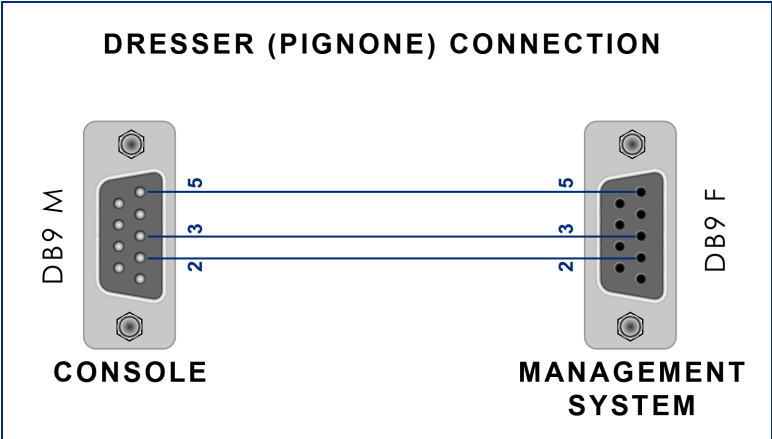 DRESSER (PIGNONE) CONNECTION
DB9 M
5
5
3
3
2
2
DB9 F
CONSOLE
MANAGEMENT
SYSTEM